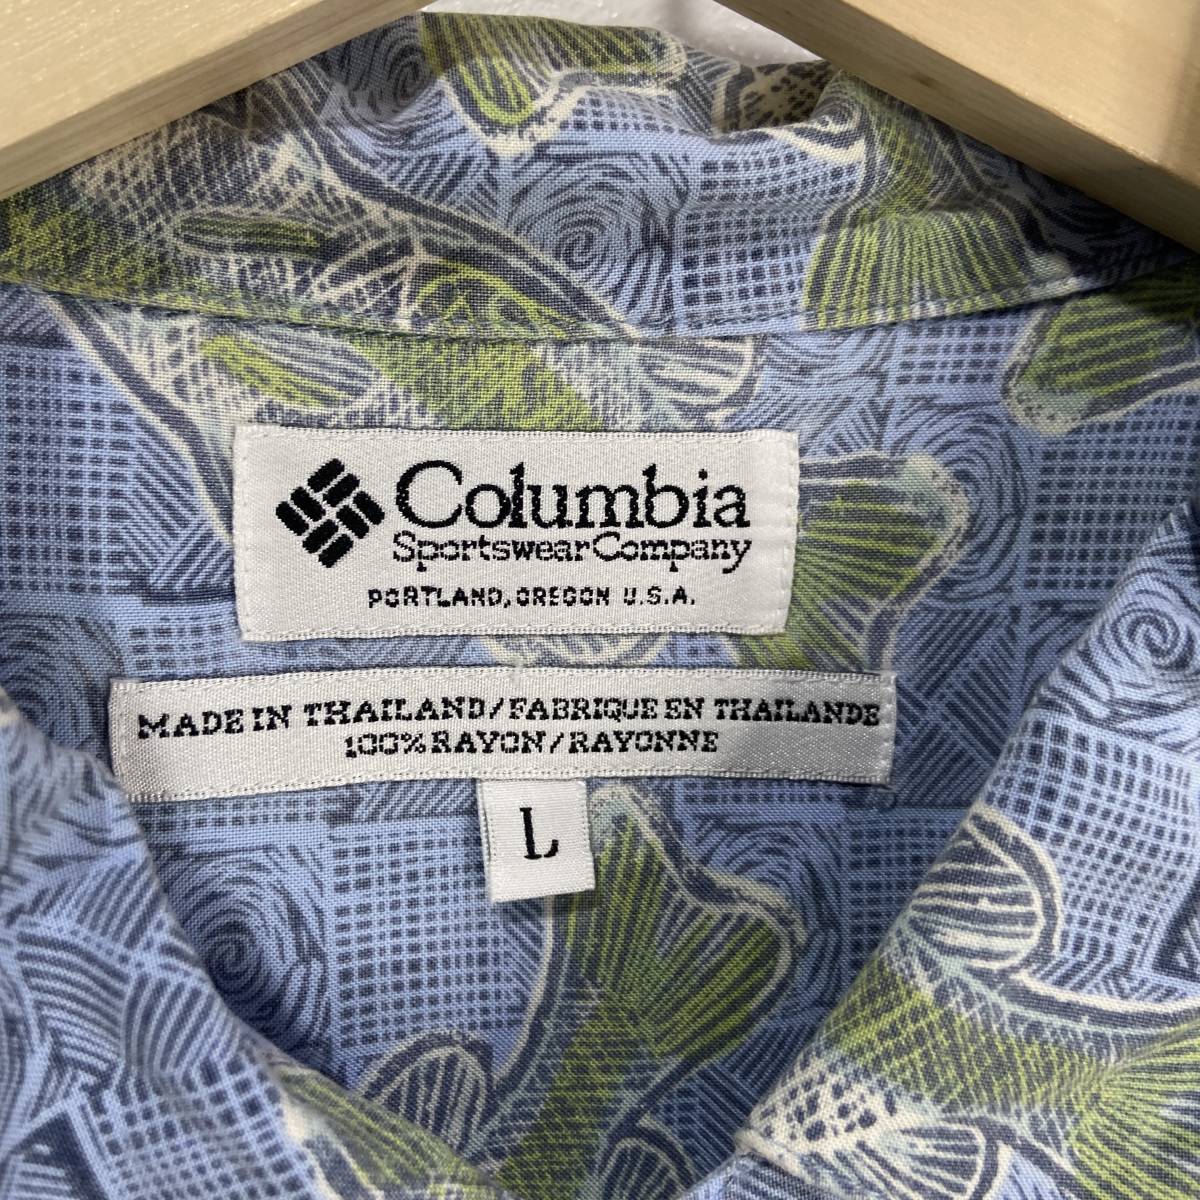 Columbia
Sportswear Company
PORTLAND, OREGON U.S.A.
MADE IN THAILAND/FABRIQUE EN THAILANDE
100% RAYON/RAYONNE
L